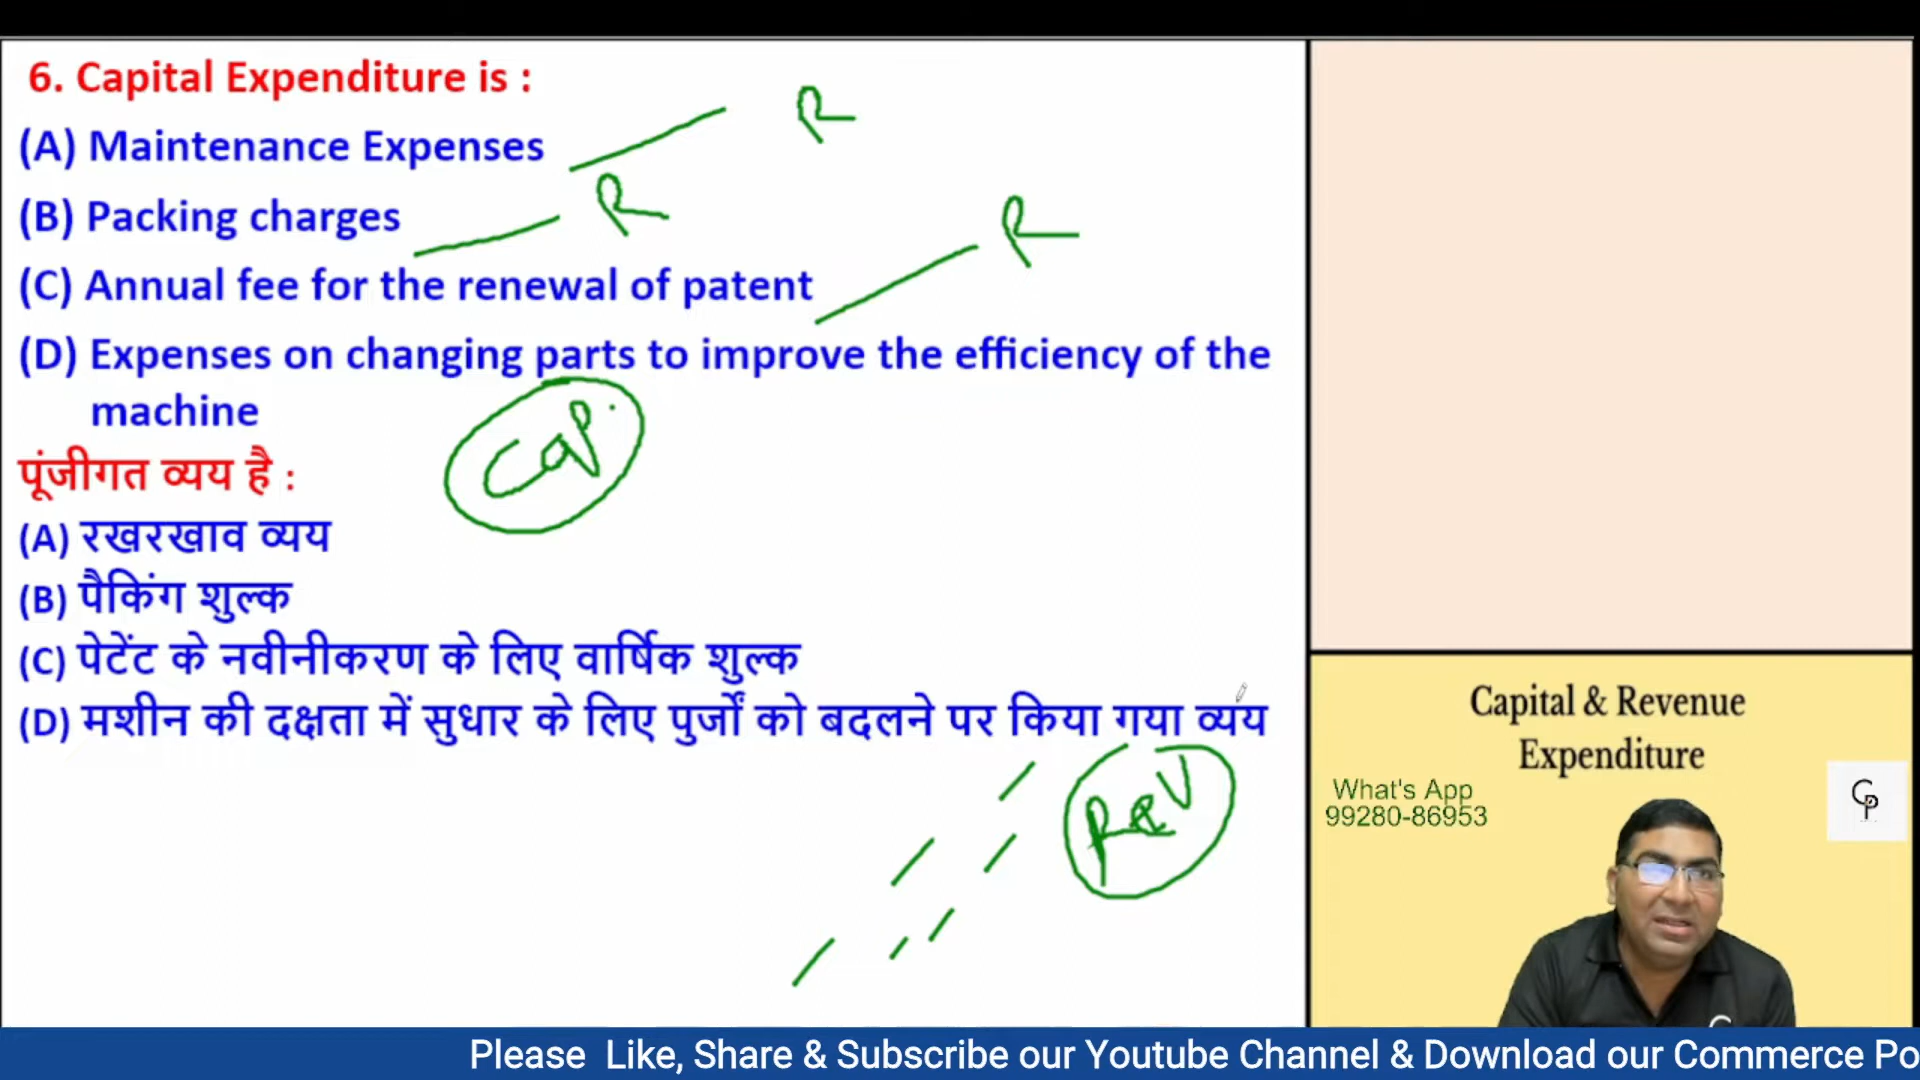 6. Capital Expenditure is :
(A) Maintenance Expenses
R
(B) Packing charges
R
(C) Annual fee for the renewal of patent
R
(D) Expenses on changing parts to improve the efficiency of the
machine
Cap.
पूंजीगत व्यय है :
(A) रखरखाव व्यय
(B) पैकिंग शुल्क
(C) पेटेंट के नवीनीकरण के लिए वार्षिक शुल्क
(D) मशीन की दक्षता में सुधार के लिए पुर्जों को बदलने पर किया गया व्यय
Rev
Capital & Revenue
Expenditure
What's App
99280-86953
CP
Please Like, Share & Subscribe our Youtube Channel & Download our Commerce Po